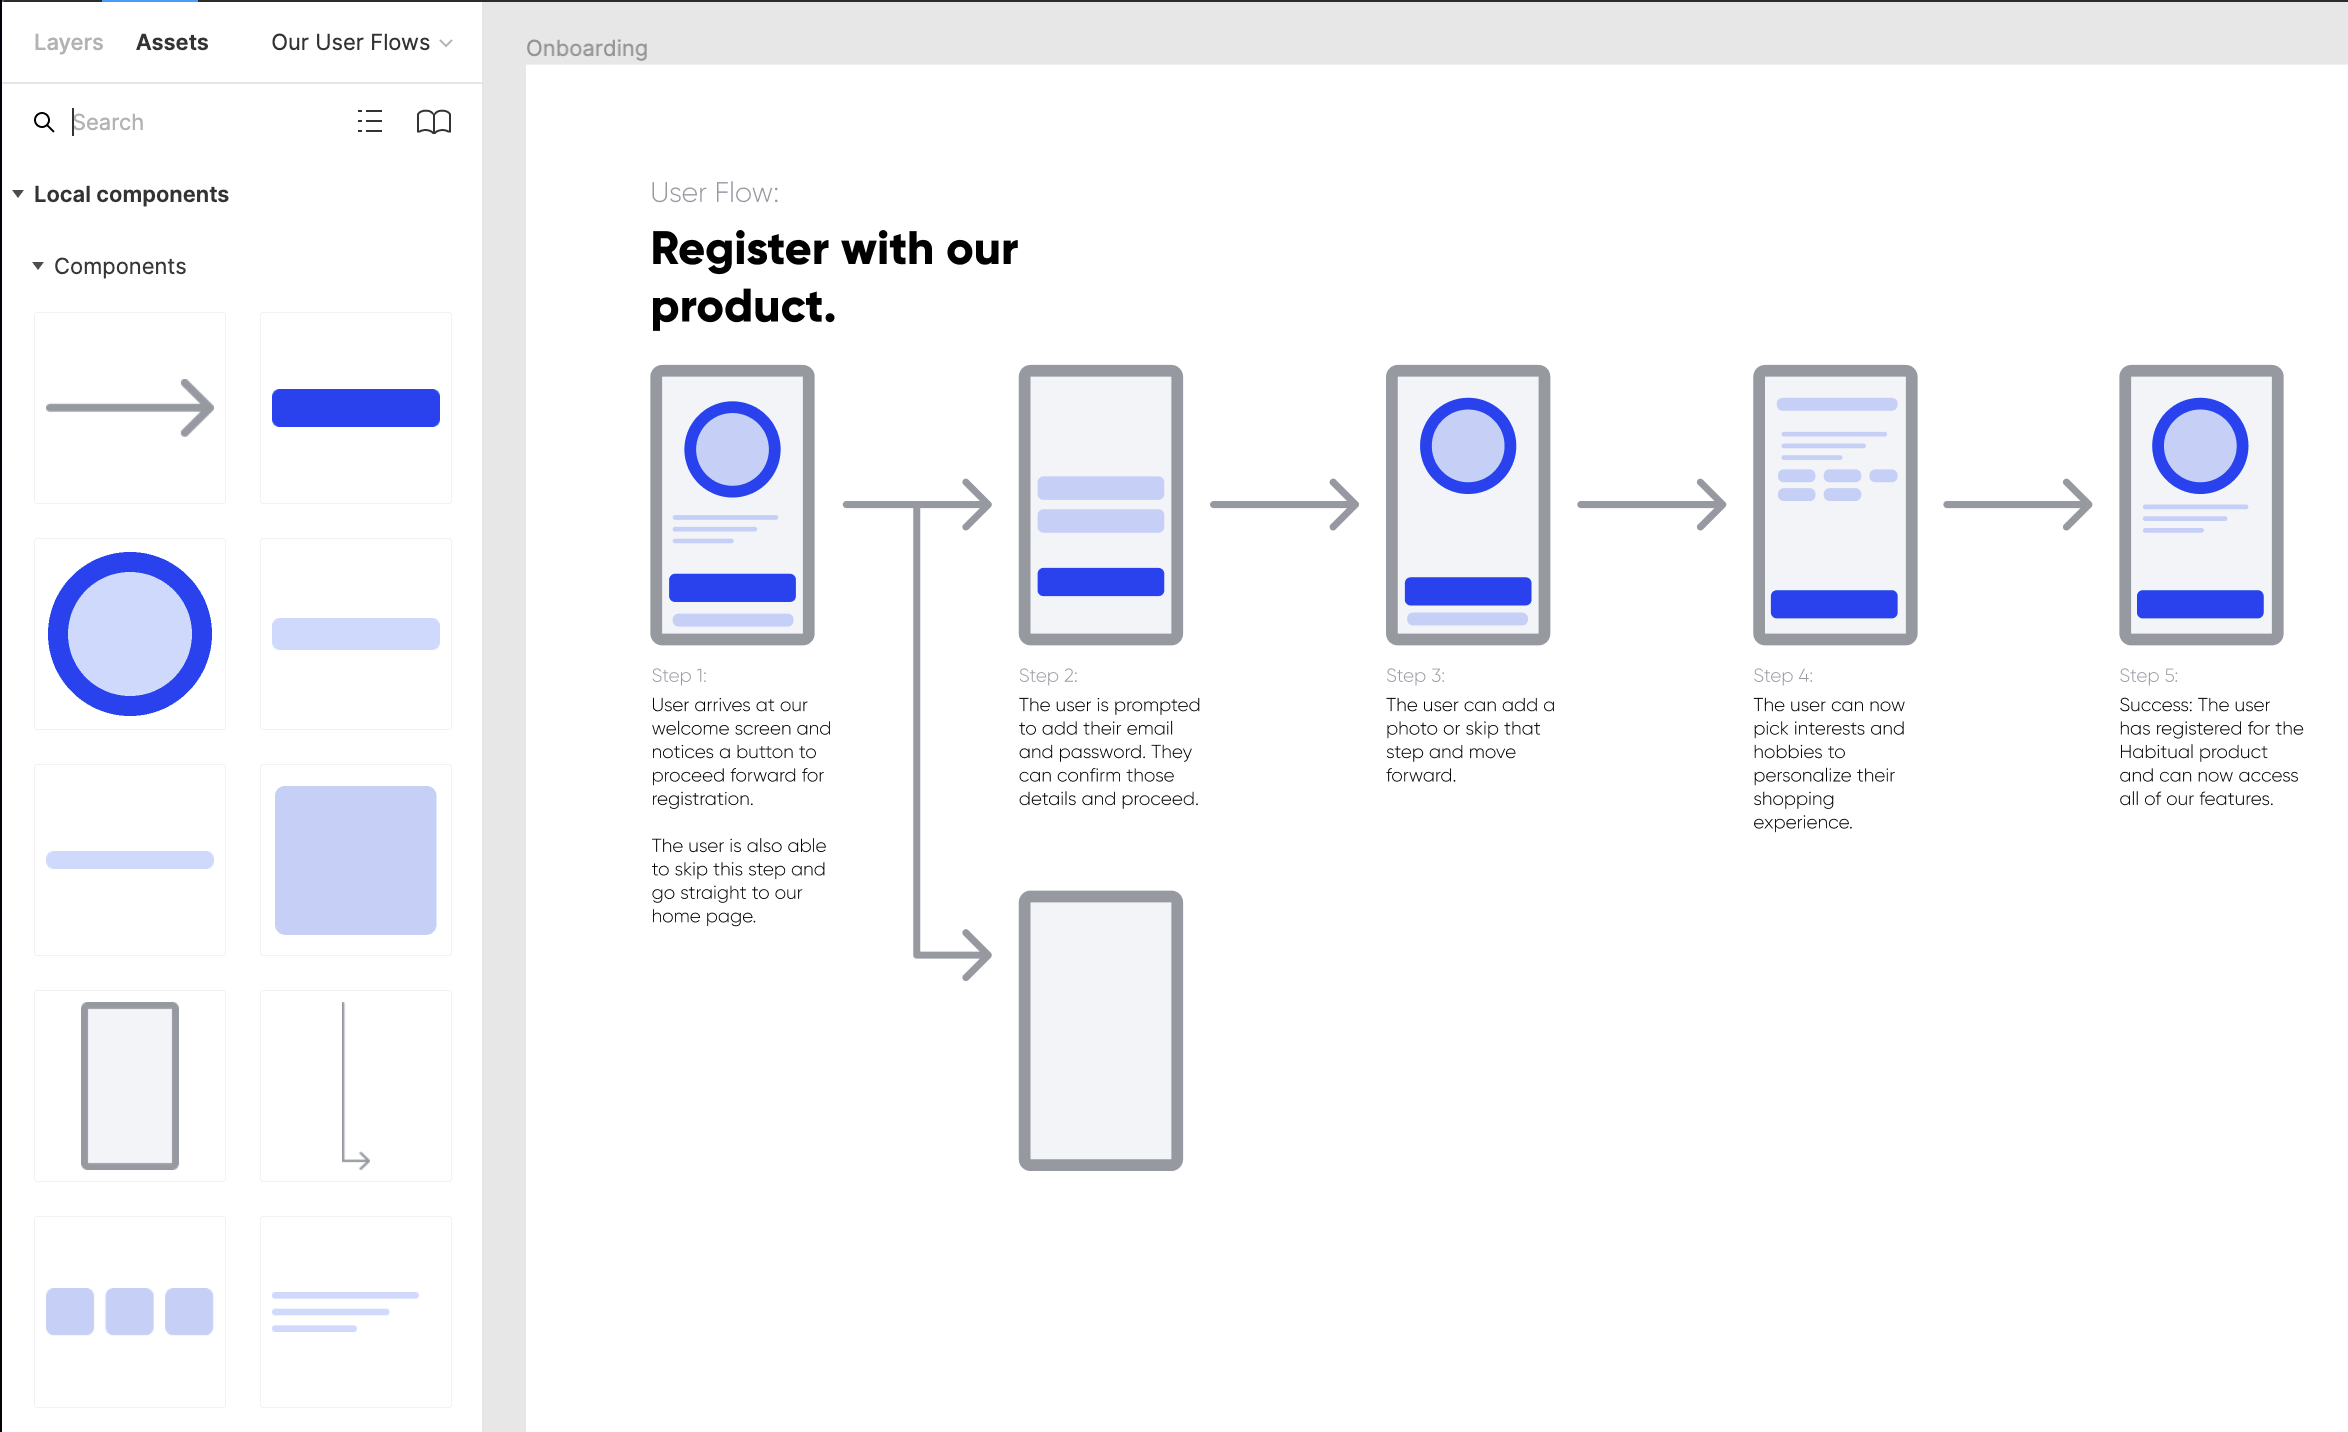 Layers Assets Our User Flows
Search
Local components
Components
Onboarding
User Flow:
Register with our
product.
Step 1:
User arrives at our
welcome screen and
notices a button to
proceed forward for
registration.
The user is also able
to skip this step and
go straight to our
home page.
Step 2:
The user is prompted
to add their email
and password. They
can confirm those
details and proceed.
Step 3:
The user can add a
photo or skip that
step and move
forward.
Step 4:
The user can now
pick interests and
hobbies to
personalize their
shopping
experience.
Step 5:
Success: The user
has registered for the
Habitual product
and can now access
all of our features.